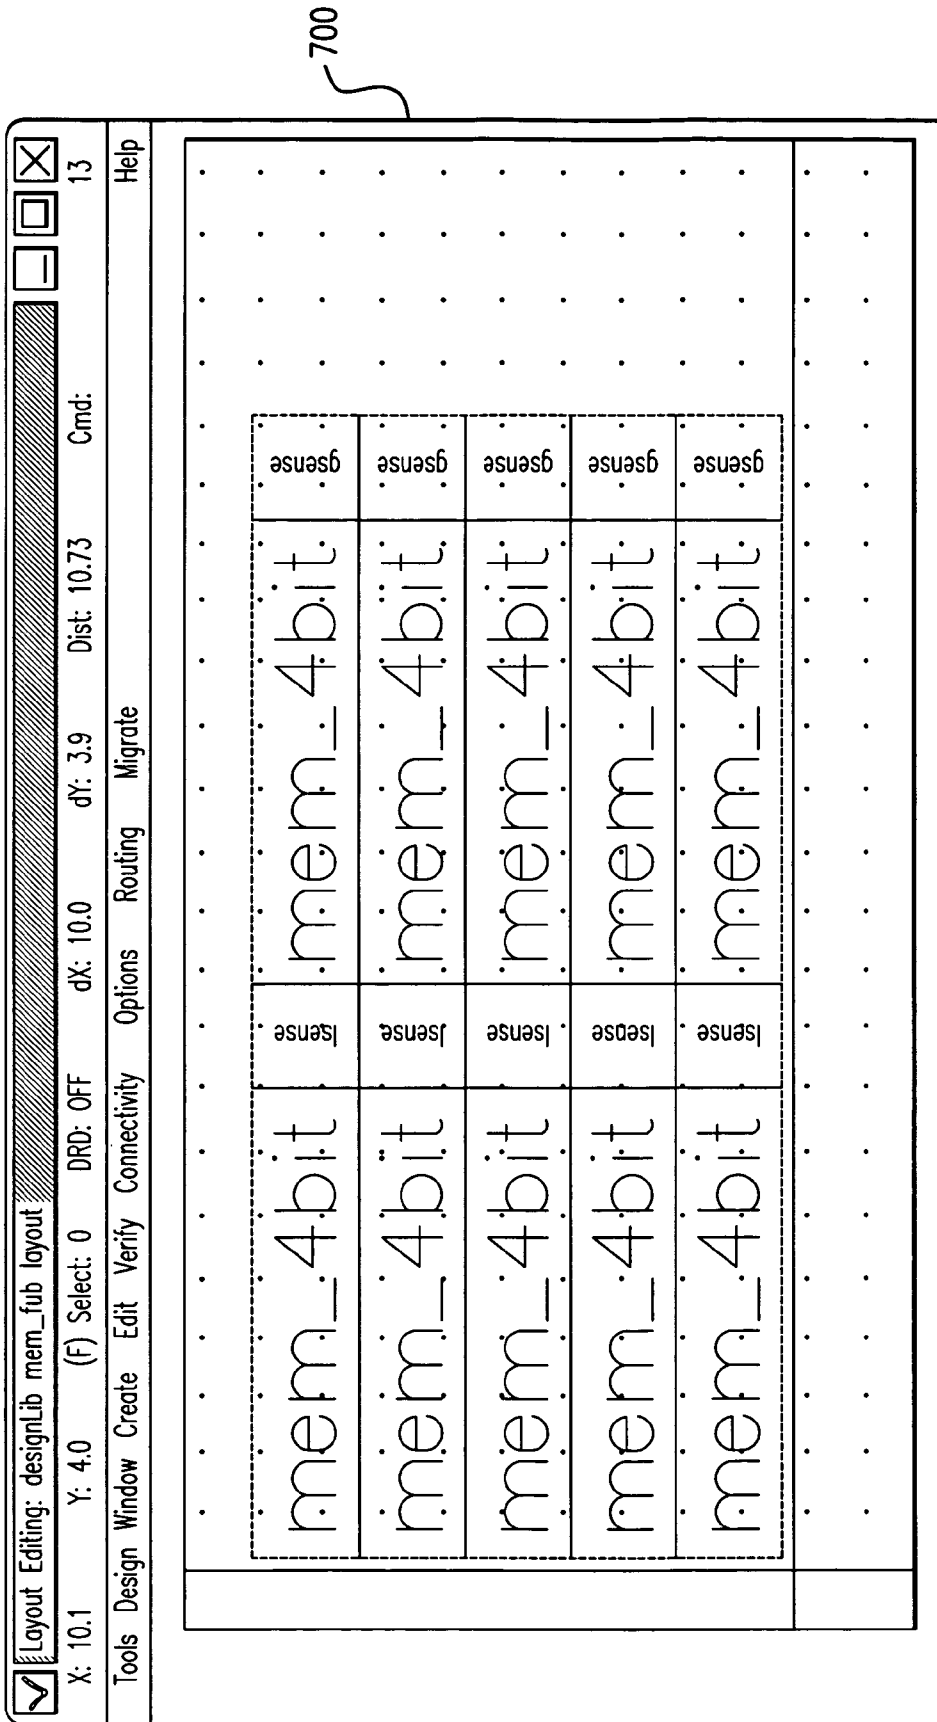 700
Layout Editing: designLib mem_fub layout
X: 10.1 Y: 4.0 (F) Select: 0 DRD: OFF dX: 10.0 dY: 3.9 Dist: 10.73 Cmd: 13
Tools Design Window Create Edit Verify Connectivity Options Routing Migrate Help
mem_4bit lsense mem_4bit gsense
mem_4bit lsense mem_4bit gsense
mem_4bit lsense mem_4bit gsense
mem_4bit lsense mem_4bit gsense
mem_4bit lsense mem_4bit gsense